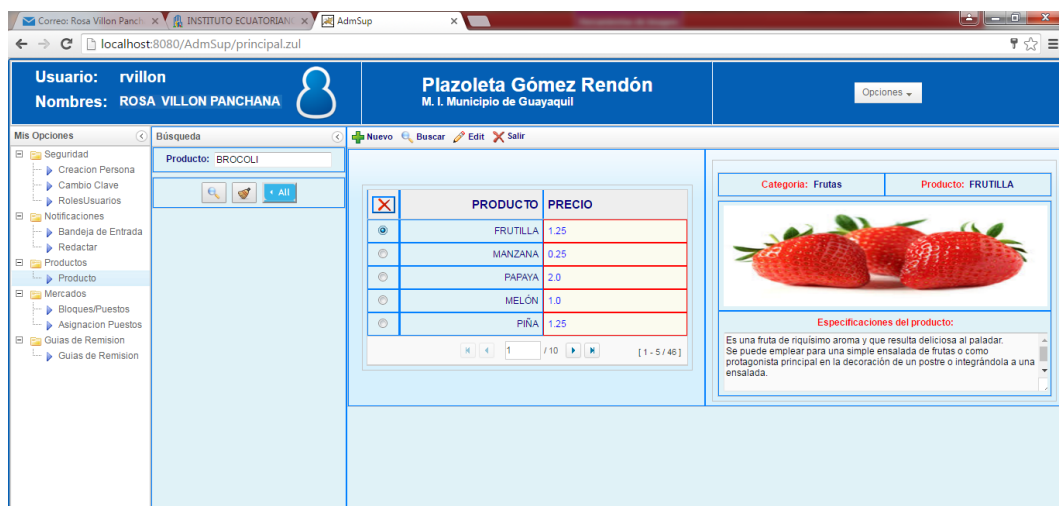 Correo: Rosa Villon Panch
INSTITUTO ECUATORIAN
AdmSup
localhost:8080/AdmSup/principal.zul
Usuario: rvillon
Nombres: ROSA VILLON PANCHANA
Plazoleta Gómez Rendón
M. I. Municipio de Guayaquil
Opciones
Mis Opciones
Seguridad
Creacion Persona
Cambio Clave
RolesUsuarios
Notificaciones
Bandeja de Entrada
Redactar
Productos
Producto
Mercados
Bloques/Puestos
Asignacion Puestos
Guias de Remision
Guias de Remision
Búsqueda
Producto: BROCOLI
All
Nuevo Buscar Edit Salir
PRODUCTO PRECIO
FRUTILLA 1.25
MANZANA 0.25
PAPAYA 2.0
MELÓN 1.0
PIÑA 1.25
1 / 10 [ 1 - 5 / 46 ]
Categoria: Frutas Producto: FRUTILLA
Especificaciones del producto:
Es una fruta de riquísimo aroma y que resulta deliciosa al paladar.
Se puede emplear para una simple ensalada de frutas o como
protagonista principal en la decoración de un postre o integrándola a una
ensalada.